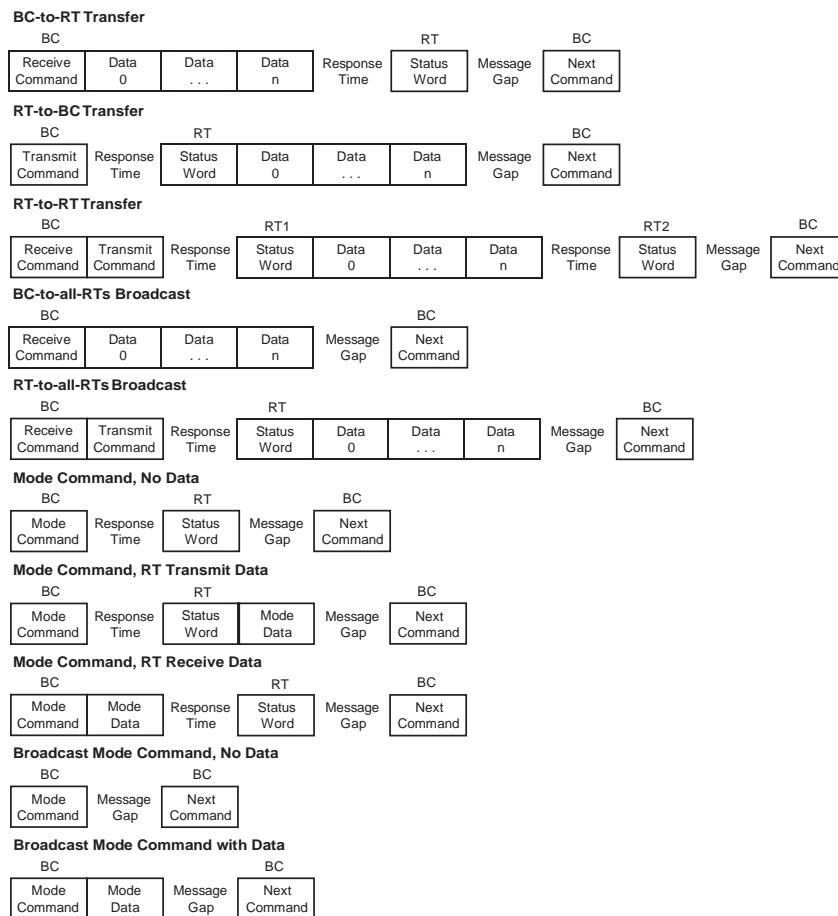 BC-to-RT Transfer
BC RT BC
Receive Data Data Data Response Status Message Next
Command 0 . . . n Time Word Gap Command
RT-to-BC Transfer
BC RT BC
Transmit Response Status Data Data Data Message Next
Command Time Word 0 . . . n Gap Command
RT-to-RT Transfer
BC RT1 RT2 BC
Receive Transmit Response Status Data Data Data Response Status Message Next
Command Command Time Word 0 . . . n Time Word Gap Command
BC-to-all-RTs Broadcast
BC BC
Receive Data Data Data Message Next
Command 0 . . . n Gap Command
RT-to-all-RTs Broadcast
BC RT BC
Receive Transmit Response Status Data Data Data Message Next
Command Command Time Word 0 . . . n Gap Command
Mode Command, No Data
BC RT BC
Mode Response Status Message Next
Command Time Word Gap Command
Mode Command, RT Transmit Data
BC RT BC
Mode Response Status Mode Message Next
Command Time Word Data Gap Command
Mode Command, RT Receive Data
BC RT BC
Mode Mode Response Status Message Next
Command Data Time Word Gap Command
Broadcast Mode Command, No Data
BC BC
Mode Message Next
Command Gap Command
Broadcast Mode Command with Data
BC BC
Mode Mode Message Next
Command Data Gap Command